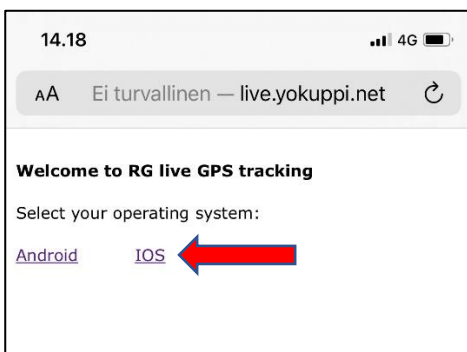 14.18 4G
AA Ei turvallinen — live.yokuppi.net
Welcome to RG live GPS tracking
Select your operating system:
Android IOS